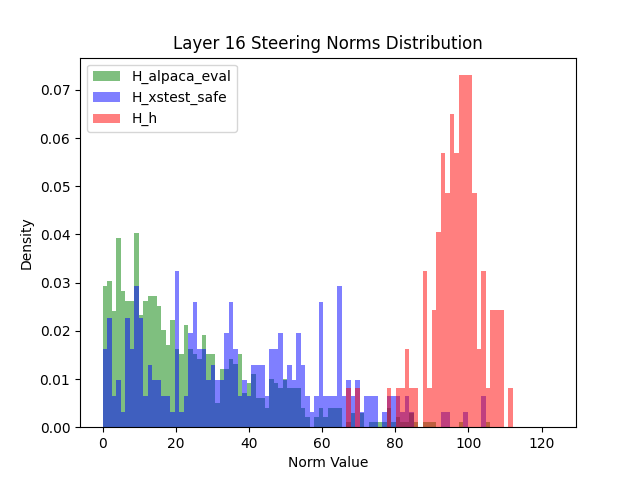 Layer 16 Steering Norms Distribution
H_alpaca_eval
H_xstest_safe
H_h
0.07
0.06
0.05
0.04
0.03
0.02
0.01
0.00
Density
0
20
40
60
80
100
120
Norm Value